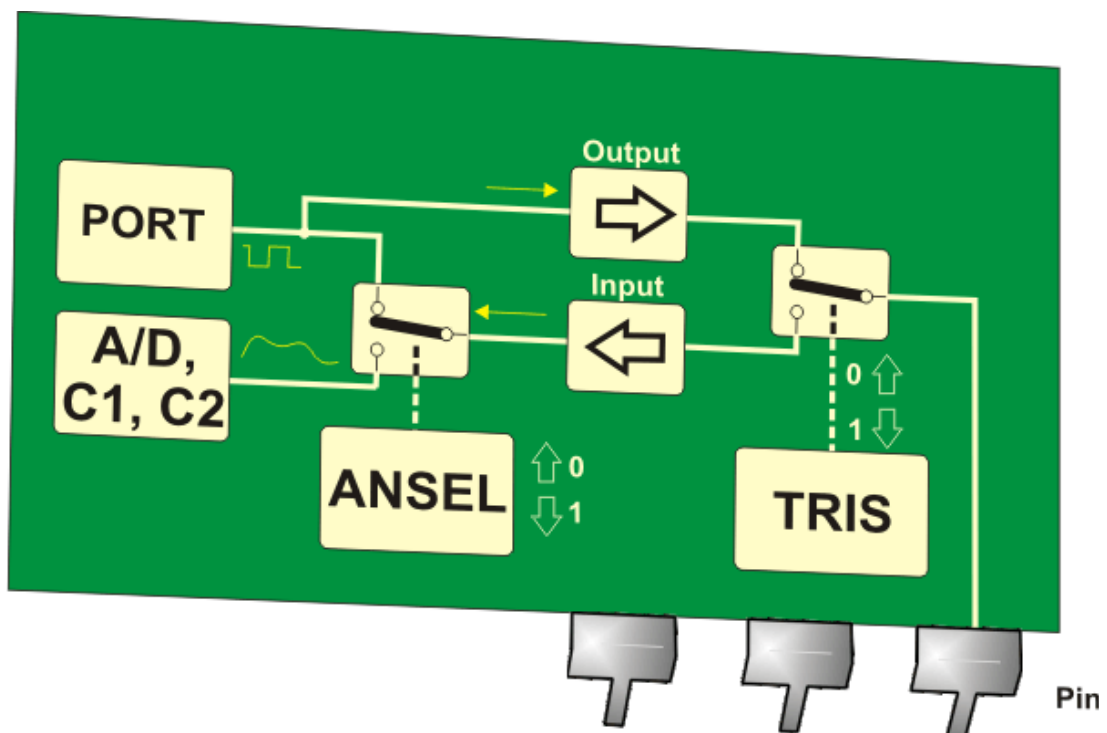 Output
PORT
Input
A/D,
C1, C2
0
1
ANSEL
0
1
TRIS
Pin